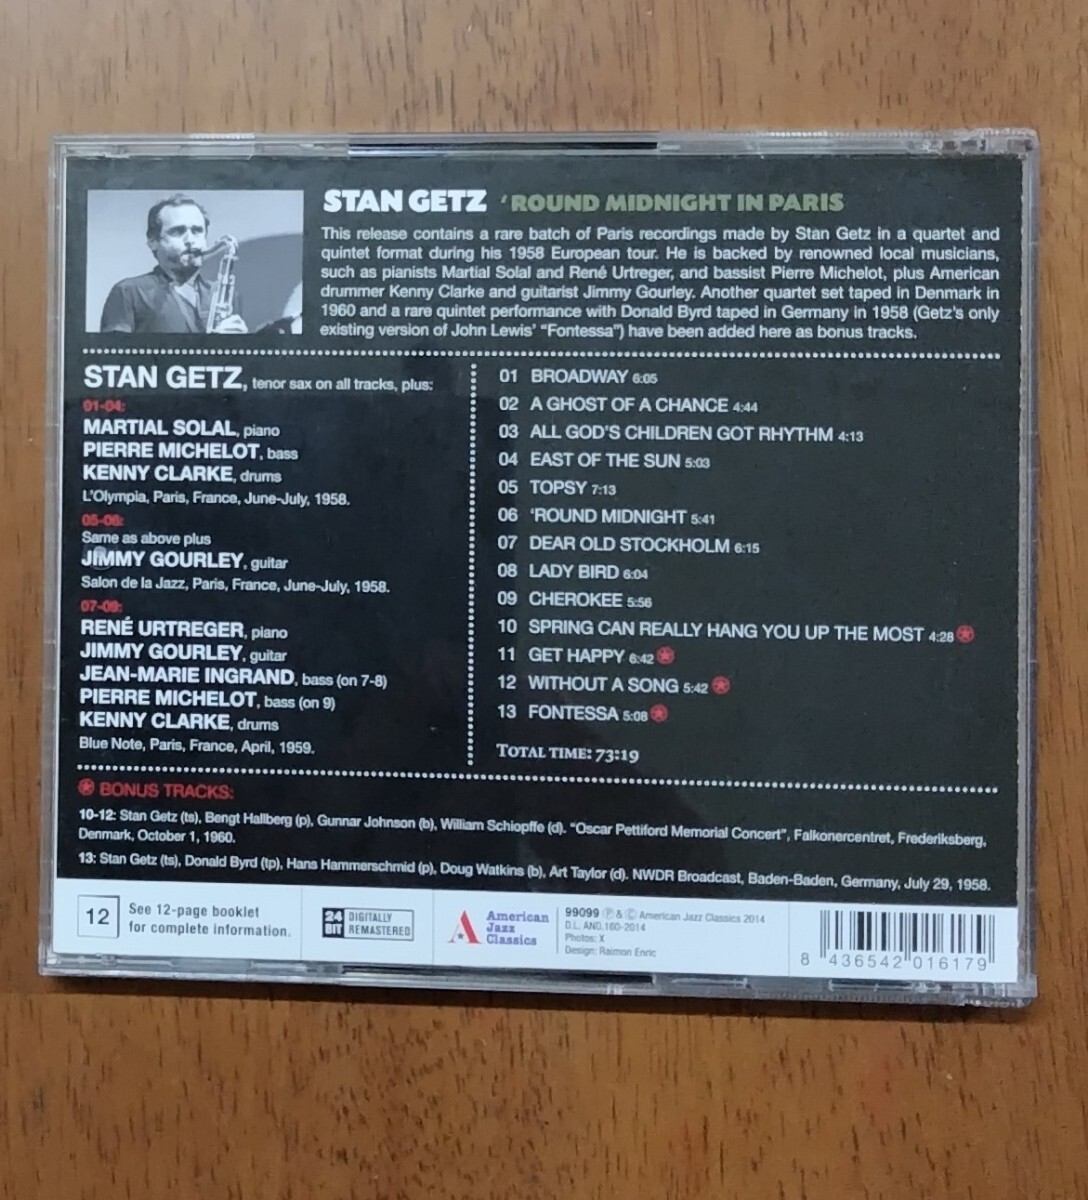 STAN GETZ 'ROUND MIDNIGHT IN PARIS
This release contains a rare batch of Paris recordings made by Stan Getz in a quartet and
quintet format during his 1958 European tour. He is backed by renowned local musicians,
such as pianists Martial Solal and René Urtreger, and bassist Pierre Michelot, plus American
drummer Kenny Clarke and guitarist Jimmy Gourley. Another quartet set taped in Denmark in
1960 and a rare quintet performance with Donald Byrd taped in Germany in 1958 (Getz's only
existing version of John Lewis' "Fontessa") have been added here as bonus tracks.
STAN GETZ, tenor sax on all tracks, plus:
01-04:
MARTIAL SOLAL, piano
PIERRE MICHELOT, bass
KENNY CLARKE, drums
L'Olympia, Paris, France, June-July, 1958.
05-06:
Same as above plus
JIMMY GOURLEY, guitar
Salon de la Jazz, Paris, France, June-July, 1958.
07-09:
RENÉ URTREGER, piano
JIMMY GOURLEY, guitar
JEAN-MARIE INGRAND, bass (on 7-8)
PIERRE MICHELOT, bass (on 9)
KENNY CLARKE, drums
Blue Note, Paris, France, April, 1959.
01 BROADWAY 6:05
02 A GHOST OF A CHANCE 4:44
03 ALL GOD'S CHILDREN GOT RHYTHM 4:13
04 EAST OF THE SUN 5:03
05 TOPSY 7:13
06 'ROUND MIDNIGHT 5:41
07 DEAR OLD STOCKHOLM 6:15
08 LADY BIRD 6:04
09 CHEROKEE 5:56
10 SPRING CAN REALLY HANG YOU UP THE MOST 4:28
11 GET HAPPY 6:42
12 WITHOUT A SONG 5:42
13 FONTESSA 5:08
TOTAL TIME: 73:19
BONUS TRACKS:
10-12: Stan Getz (ts), Bengt Hallberg (p), Gunnar Johnson (b), William Schiopffe (d). "Oscar Pettiford Memorial Concert", Falkonercentret, Frederiksberg,
Denmark, October 1, 1960.
13: Stan Getz (ts), Donald Byrd (tp), Hans Hammerschmid (p), Doug Watkins (b), Art Taylor (d). NWDR Broadcast, Baden-Baden, Germany, July 29, 1958.
12
See 12-page booklet
for complete information.
24 BIT
DIGITALLY
REMASTERED
American
Jazz
Classics
99099 ℗ & © American Jazz Classics 2014
D.L. AND.160-2014
Photos: X
Design: Raimon Enric
8 436542 016179